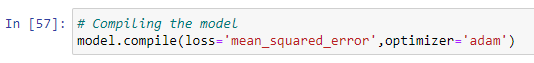 In [57]: # Compiling the model
model.compile(loss='mean_squared_error',optimizer='adam')